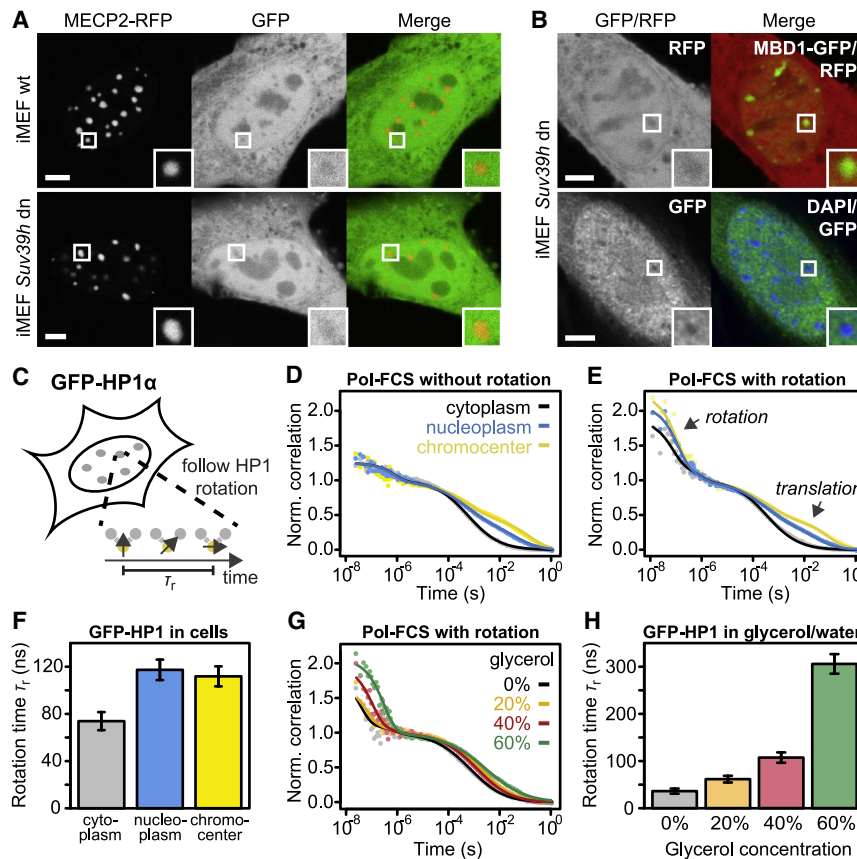 A
MECP2-RFP
GFP
Merge
iMEF wt
iMEF Suv39h dn
B
GFP/RFP
Merge
RFP
MBD1-GFP/
RFP
GFP
DAPI/
GFP
iMEF Suv39h dn
C
GFP-HP1α
follow HP1
rotation
τr
time
D
Pol-FCS without rotation
cytoplasm
nucleoplasm
chromocenter
Norm. correlation
2.0
1.5
1.0
0.5
0.0
10-8
10-6
10-4
10-2
100
Time (s)
E
Pol-FCS with rotation
rotation
translation
Norm. correlation
2.0
1.5
1.0
0.5
0.0
10-8
10-6
10-4
10-2
100
Time (s)
F
GFP-HP1 in cells
Rotation time τr (ns)
120
80
40
0
cyto-
plasm
nucleo-
plasm
chromo-
center
G
Pol-FCS with rotation
glycerol
0%
20%
40%
60%
Norm. correlation
2.0
1.5
1.0
0.5
0.0
10-8
10-6
10-4
10-2
100
Time (s)
H
GFP-HP1 in glycerol/water
Rotation time τr (ns)
300
200
100
0
0%
20%
40%
60%
Glycerol concentration